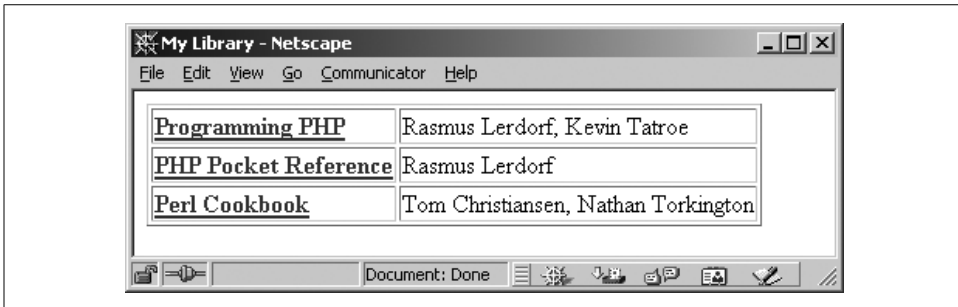 My Library - Netscape
File Edit View Go Communicator Help
Programming PHP Rasmus Lerdorf, Kevin Tatroe
PHP Pocket Reference Rasmus Lerdorf
Perl Cookbook Tom Christiansen, Nathan Torkington
Document: Done